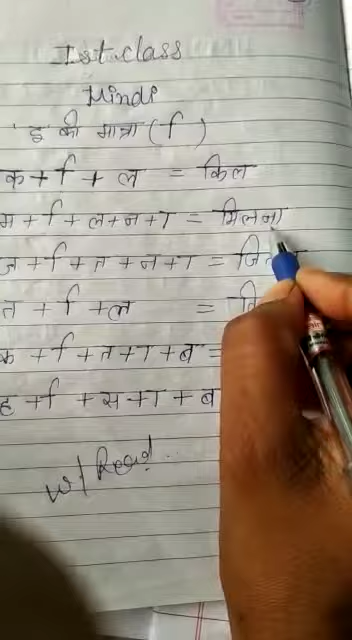 Ist class
Hindi
इ की मात्रा ( ि )
क + ि + ल = किल
म + ि + ल + न + ा = मिलना
ज + ि + त + न + ा =
त + ि + ल =
क + ि + त + ा + ब =
ह + ि + स + ा + ब
w/ Read